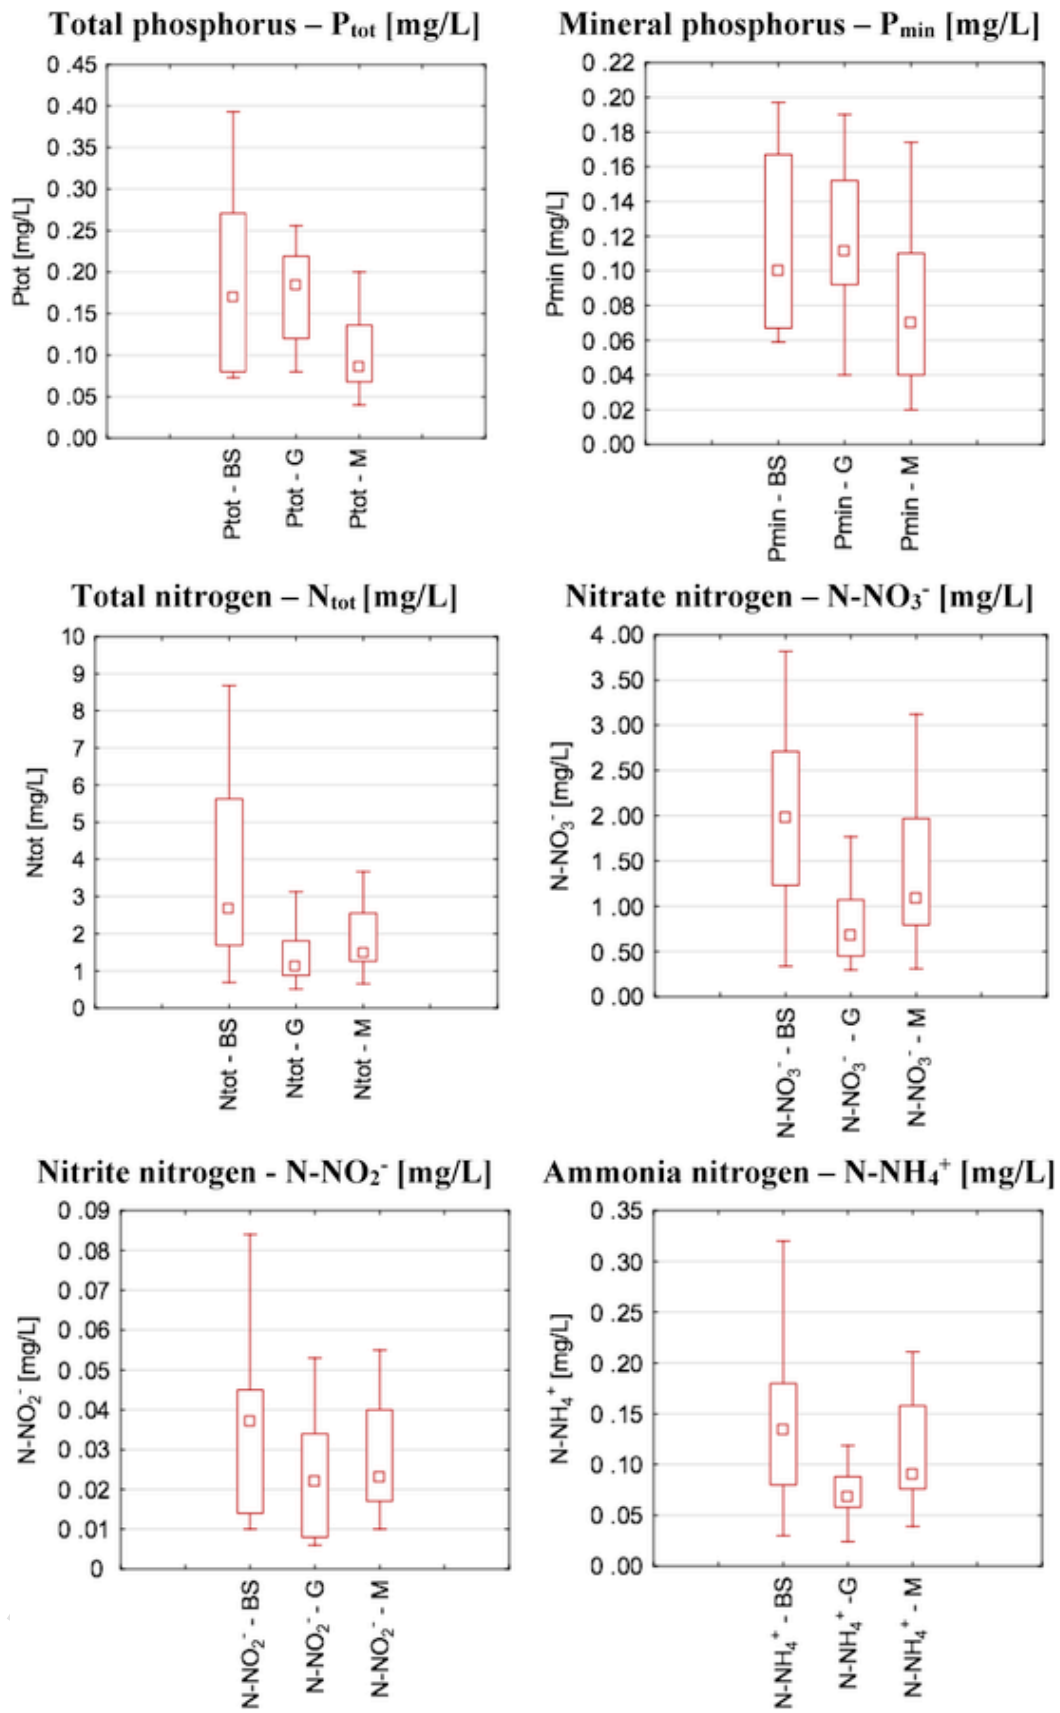 Total phosphorus – Ptot [mg/L]
0 .45
0 .40
0 .35
0 .30
0 .25
0 .20
0 .15
0 .10
0 .05
0 .00
Ptot [mg/L]
Ptot - BS
Ptot - G
Ptot - M
Mineral phosphorus – Pmin [mg/L]
0 .22
0 .20
0 .18
0 .16
0 .14
0 .12
0 .10
0 .08
0 .06
0 .04
0 .02
0 .00
Pmin [mg/L]
Pmin - BS
Pmin - G
Pmin - M
Total nitrogen – Ntot [mg/L]
10
9
8
7
6
5
4
3
2
1
0
Ntot [mg/L]
Ntot - BS
Ntot - G
Ntot - M
Nitrate nitrogen – N-NO₃⁻ [mg/L]
4 .00
3 .50
3 .00
2 .50
2 .00
1 .50
1 .00
0 .50
0 .00
N-NO₃⁻ [mg/L]
N-NO₃⁻ - BS
N-NO₃⁻ - G
N-NO₃⁻ - M
Nitrite nitrogen - N-NO₂⁻ [mg/L]
0 .09
0 .08
0 .07
0 .06
0 .05
0 .04
0 .03
0 .02
0 .01
0
N-NO₂⁻ [mg/L]
N-NO₂⁻ - BS
N-NO₂⁻ - G
N-NO₂⁻ - M
Ammonia nitrogen – N-NH₄⁺ [mg/L]
0 .35
0 .30
0 .25
0 .20
0 .15
0 .10
0 .05
0 .00
N-NH₄⁺ [mg/L]
N-NH₄⁺ - BS
N-NH₄⁺ -G
N-NH₄⁺ - M